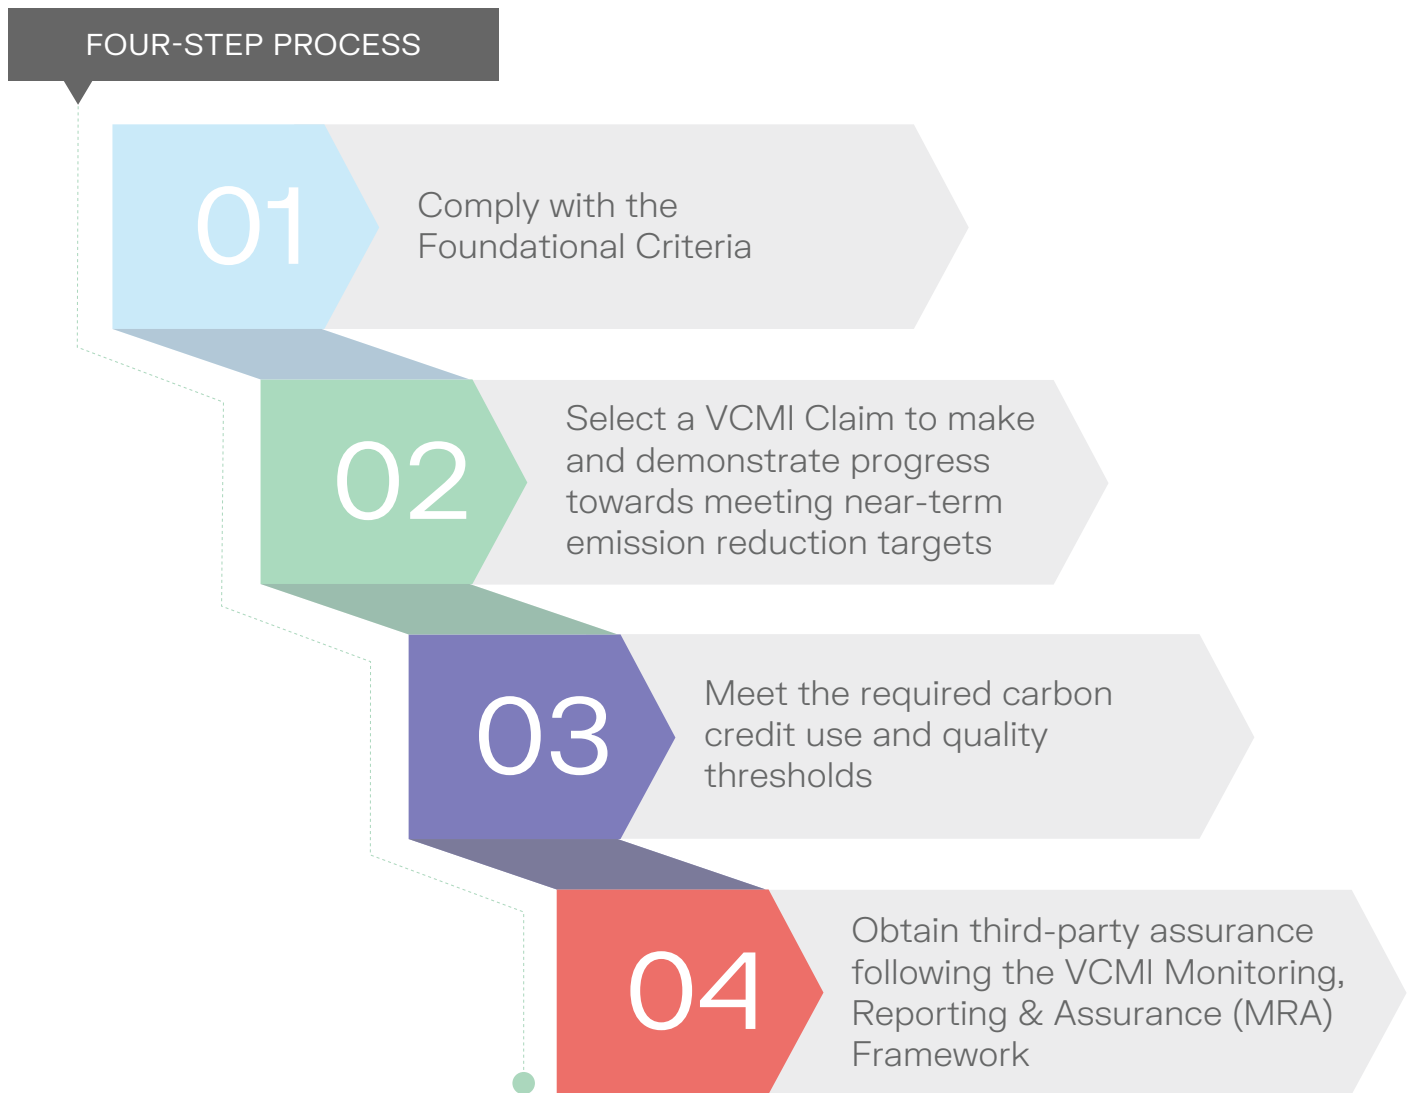 FOUR-STEP PROCESS
01
Comply with the
Foundational Criteria
02
Select a VCMI Claim to make
and demonstrate progress
towards meeting near-term
emission reduction targets
03
Meet the required carbon
credit use and quality
thresholds
04
Obtain third-party assurance
following the VCMI Monitoring,
Reporting & Assurance (MRA)
Framework